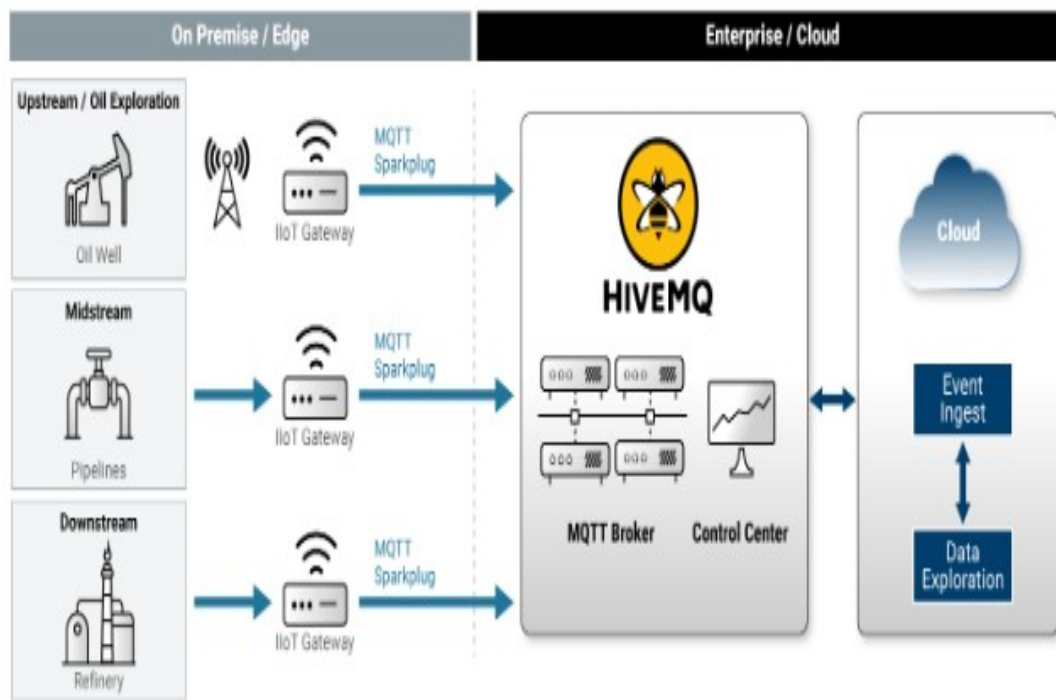 On Premise / Edge
Enterprise / Cloud
Upstream / Oil Exploration
Oil Well
IIoT Gateway
MQTT
Sparkplug
Midstream
Pipelines
IIoT Gateway
MQTT
Sparkplug
Downstream
Refinery
IIoT Gateway
MQTT
Sparkplug
HIVEMQ
MQTT Broker
Control Center
Cloud
Event
Ingest
Data
Exploration